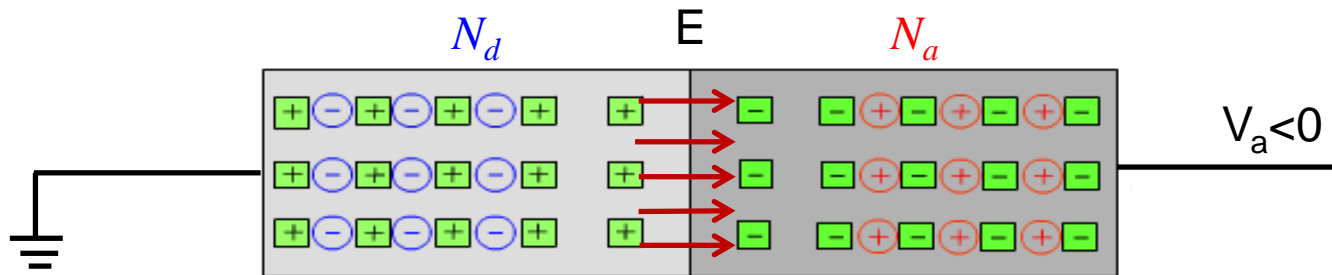 N_d E N_a
+ − + − + − + + − − + − + − + −
V_a<0
+ − + − + − + + − − + − + − + −
+ − + − + − + + − − + − + − + −